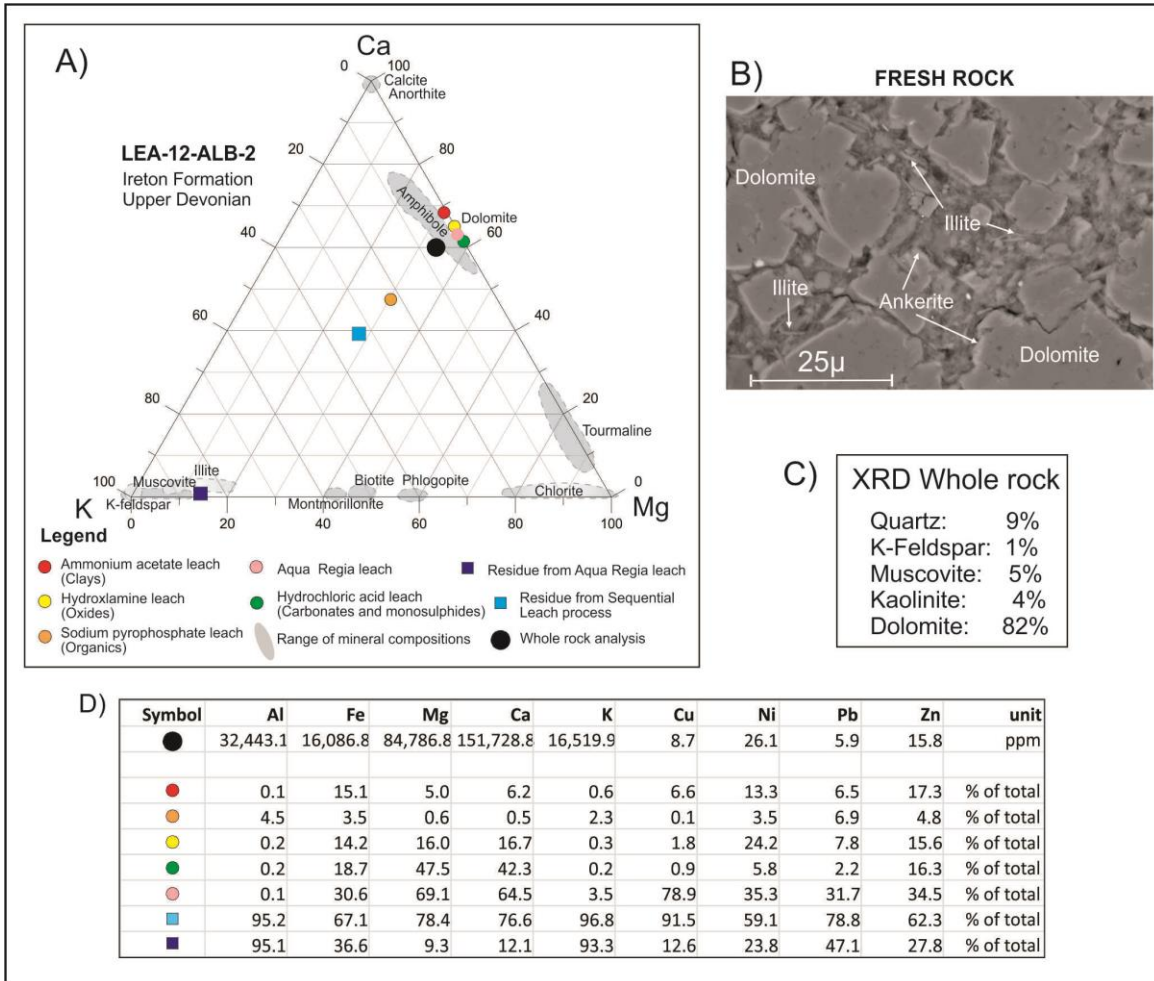 A)
Ca
0 100
Calcite
Anorthite
LEA-12-ALB-2
Ireton Formation
Upper Devonian
20
80
Amphibole
Dolomite
40
60
60
40
80
20
Tourmaline
Illite
Muscovite
K-feldspar
Biotite
Phlogopite
Montmorillonite
Chlorite
100
0
K
Mg
0
20
40
60
80
100
Legend
Ammonium acetate leach
(Clays)
Hydroxlamine leach
(Oxides)
Sodium pyrophosphate leach
(Organics)
Aqua Regia leach
Hydrochloric acid leach
(Carbonates and monosulphides)
Range of mineral compositions
Residue from Aqua Regia leach
Residue from Sequential
Leach process
Whole rock analysis
B)
FRESH ROCK
Dolomite
Illite
Illite
Ankerite
Dolomite
25µ
C)
XRD Whole rock
Quartz: 9%
K-Feldspar: 1%
Muscovite: 5%
Kaolinite: 4%
Dolomite: 82%
D)
Symbol Al Fe Mg Ca K Cu Ni Pb Zn unit
32,443.1 16,086.8 84,786.8 151,728.8 16,519.9 8.7 26.1 5.9 15.8 ppm
0.1 15.1 5.0 6.2 0.6 6.6 13.3 6.5 17.3 % of total
4.5 3.5 0.6 0.5 2.3 0.1 3.5 6.9 4.8 % of total
0.2 14.2 16.0 16.7 0.3 1.8 24.2 7.8 15.6 % of total
0.2 18.7 47.5 42.3 0.2 0.9 5.8 2.2 16.3 % of total
0.1 30.6 69.1 64.5 3.5 78.9 35.3 31.7 34.5 % of total
95.2 67.1 78.4 76.6 96.8 91.5 59.1 78.8 62.3 % of total
95.1 36.6 9.3 12.1 93.3 12.6 23.8 47.1 27.8 % of total